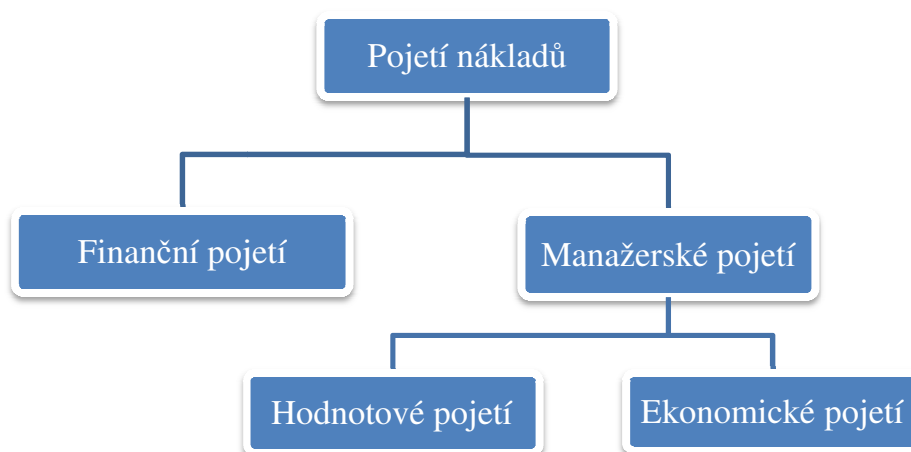 Pojetí nákladů
Finanční pojetí
Manažerské pojetí
Hodnotové pojetí
Ekonomické pojetí